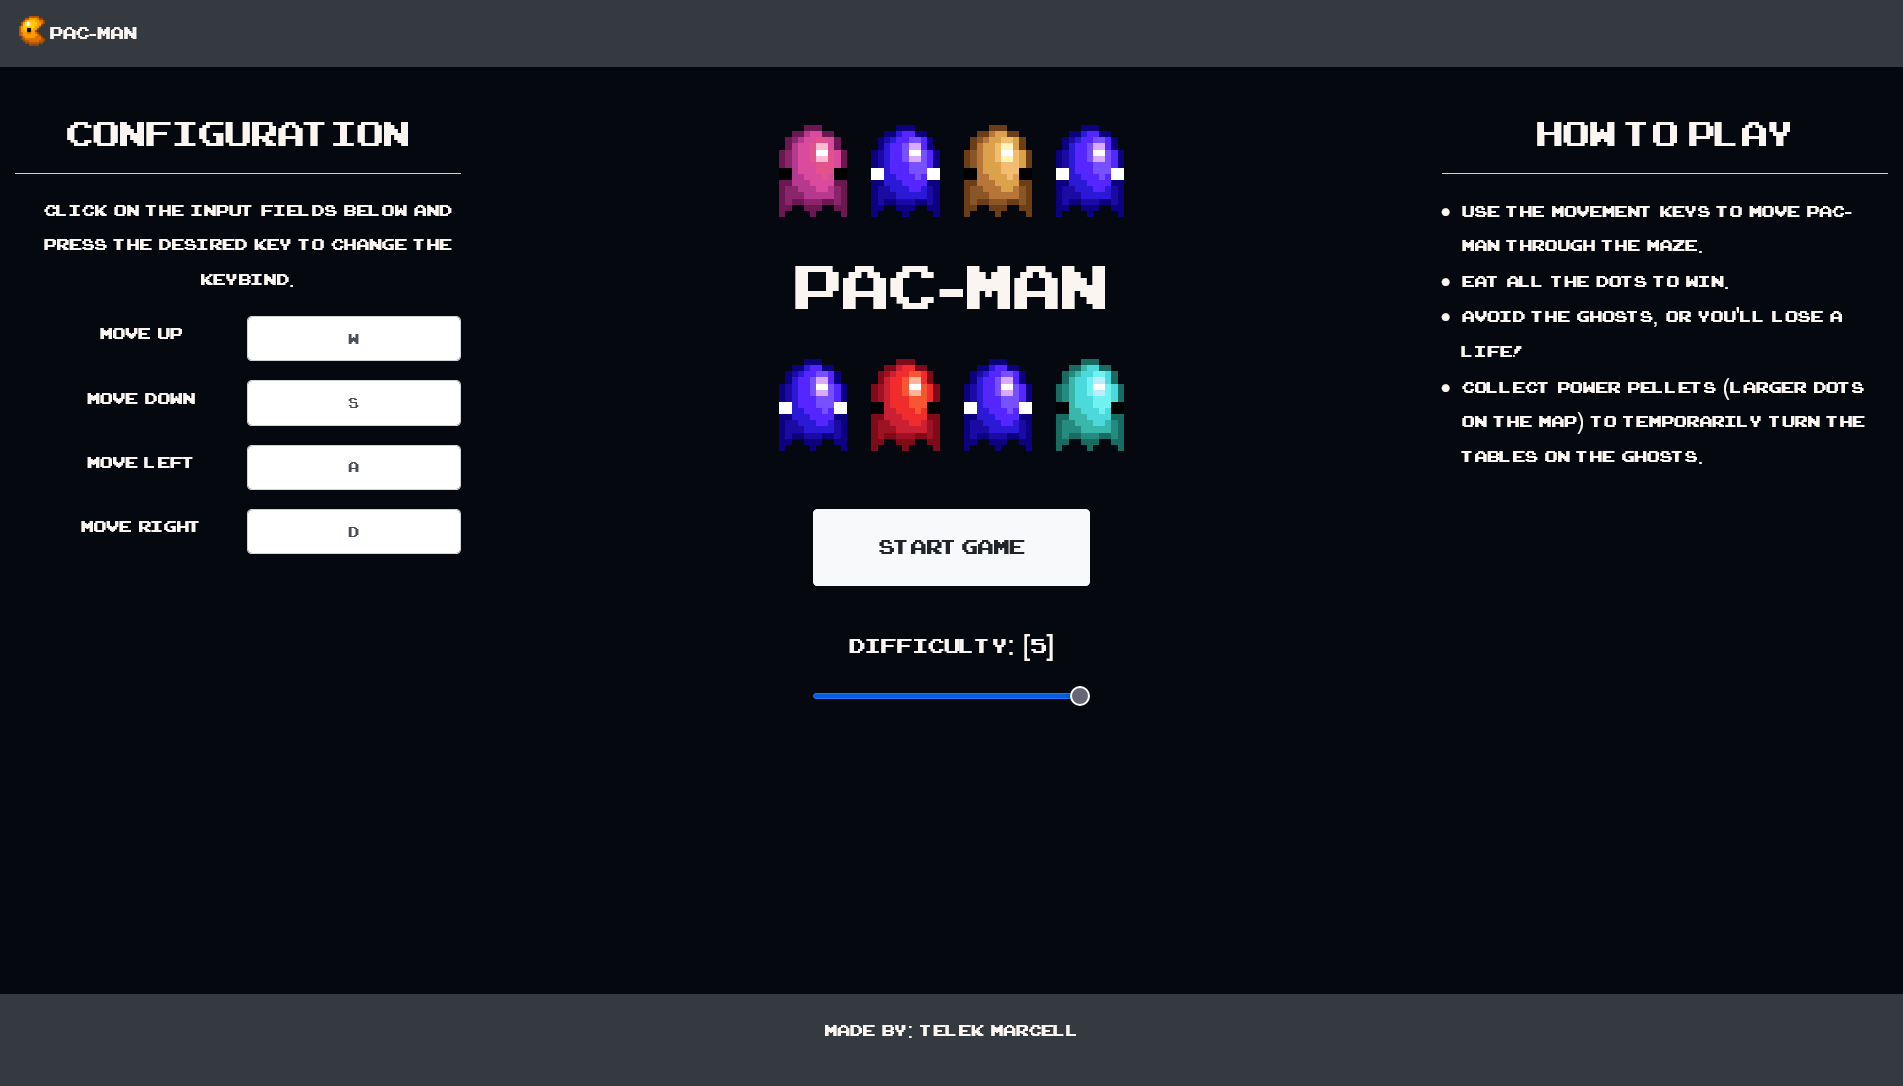 PAC-MAN
CONFIGURATION
CLICK ON THE INPUT FIELDS BELOW AND
PRESS THE DESIRED KEY TO CHANGE THE
KEYBIND.
MOVE UP W
MOVE DOWN S
MOVE LEFT A
MOVE RIGHT D
PAC-MAN
START GAME
DIFFICULTY: [5]
HOW TO PLAY
• USE THE MOVEMENT KEYS TO MOVE PAC-
MAN THROUGH THE MAZE.
• EAT ALL THE DOTS TO WIN.
• AVOID THE GHOSTS, OR YOU'LL LOSE A
LIFE!
• COLLECT POWER PELLETS (LARGER DOTS
ON THE MAP) TO TEMPORARILY TURN THE
TABLES ON THE GHOSTS.
MADE BY: TELEK MARCELL